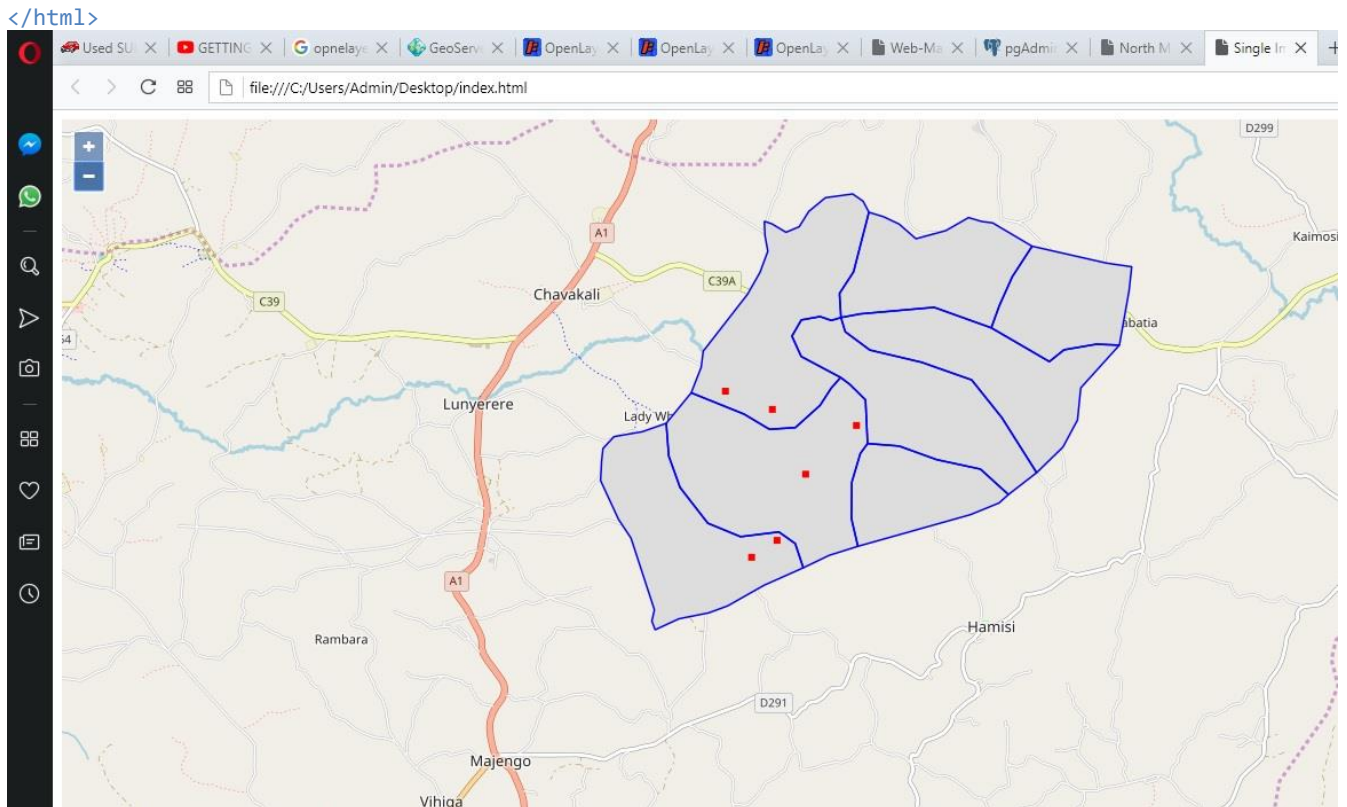 </html>
Used SU
GETTING
opnelaye
GeoServ
OpenLay
OpenLay
OpenLay
Web-Ma
pgAdmi
North M
Single In
file:///C:/Users/Admin/Desktop/index.html
+
−
D299
A1
Kaimosi
C39A
Chavakali
C39
abatia
Lunyerere
Lady Wh
A1
Hamisi
Rambara
D291
Majengo
Vihiga